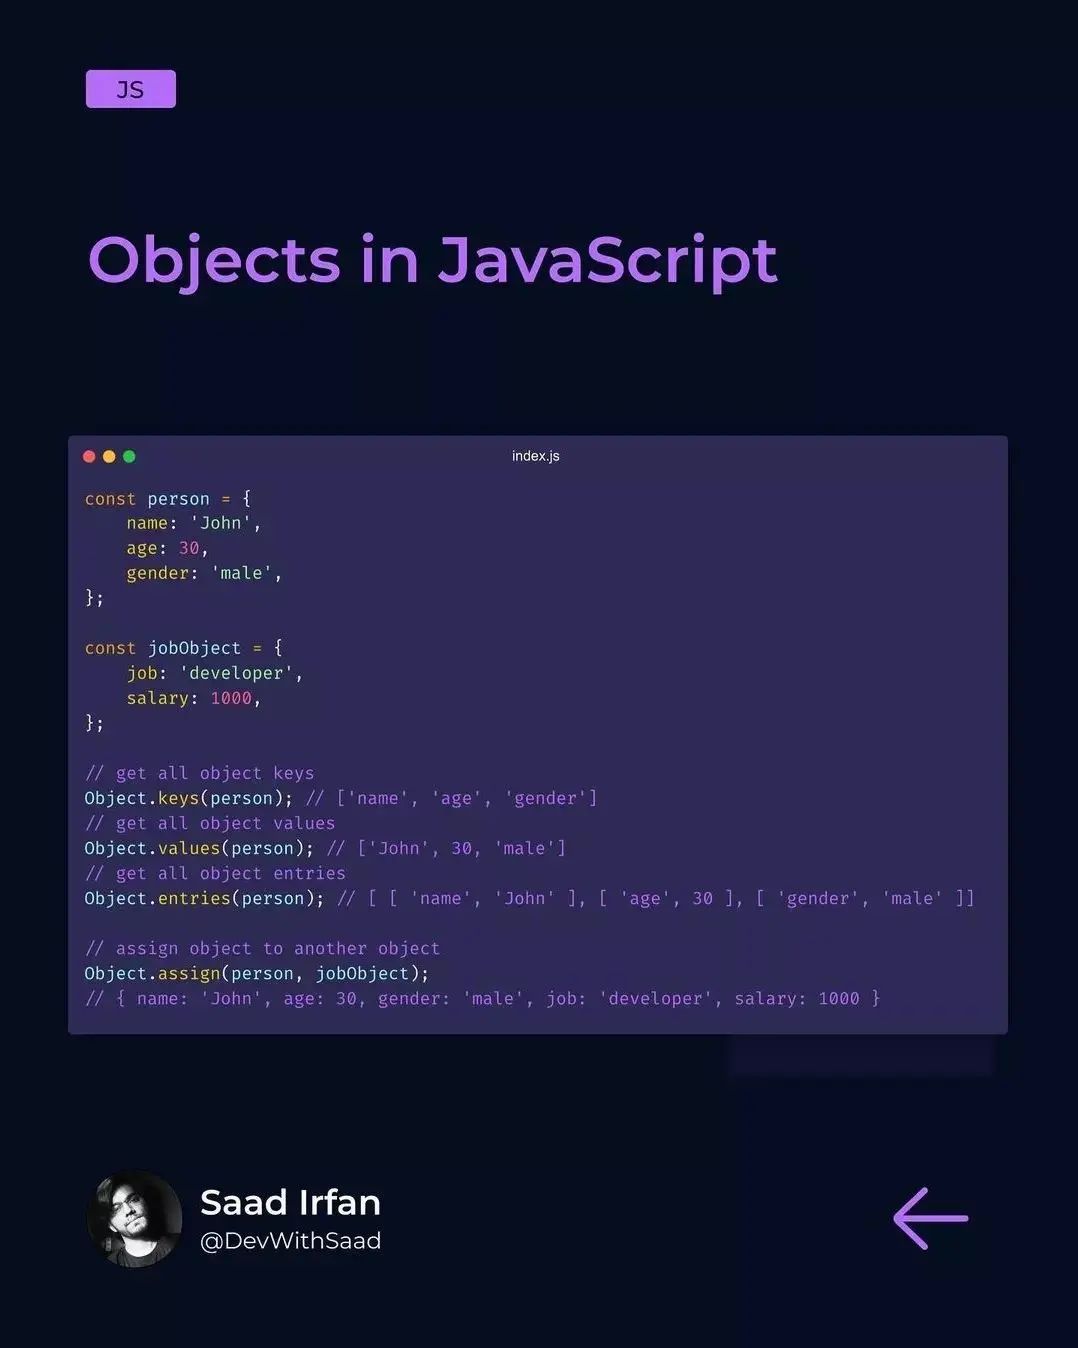 JS
Objects in JavaScript
index.js
const person = {
    name: 'John',
    age: 30,
    gender: 'male',
};

const jobObject = {
    job: 'developer',
    salary: 1000,
};

// get all object keys
Object.keys(person); // ['name', 'age', 'gender']
// get all object values
Object.values(person); // ['John', 30, 'male']
// get all object entries
Object.entries(person); // [ [ 'name', 'John' ], [ 'age', 30 ], [ 'gender', 'male' ]]

// assign object to another object
Object.assign(person, jobObject);
// { name: 'John', age: 30, gender: 'male', job: 'developer', salary: 1000 }
Saad Irfan
@DevWithSaad